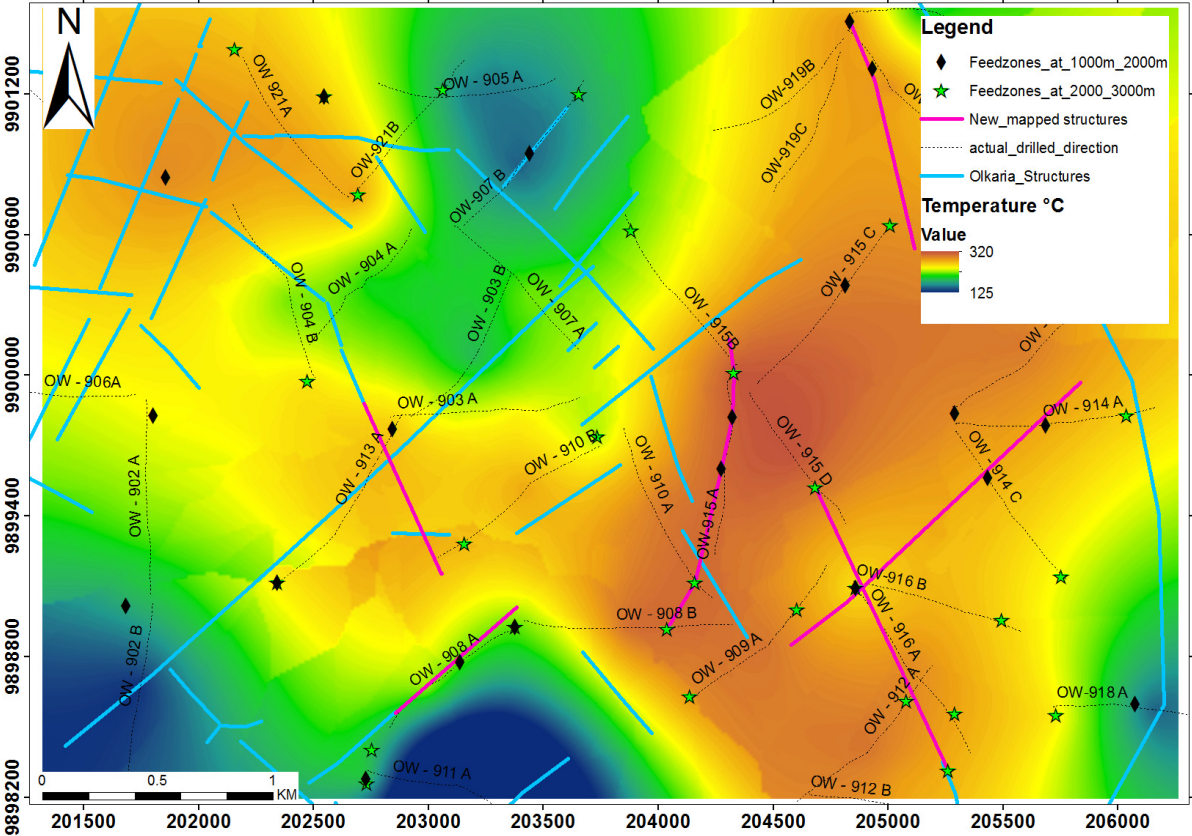 N
OW 921A
OW - 905 A
OW-921B
OW-919B
OW-919C
OW-907 B
OW - 904 A
OW - 904 B
OW - 903 B
OW - 907 A
OW - 915B
OW - 915 C
OW - 906A
OW - 903 A
OW - 914 A
OW - 902 A
OW - 913 A
OW - 910 B
OW - 910 A
OW - 915 D
OW - 914 C
OW-915 A
OW-916 B
OW - 908 B
OW - 902 B
OW - 908 A
OW - 909 A
OW - 916 A
OW - 912 A
OW-918 A
OW - 911 A
OW - 912 B
Legend
Feedzones_at_1000m_2000m
Feedzones_at_2000_3000m
New_mapped structures
actual_drilled_direction
Olkaria_Structures
Temperature °C
Value
320
125
0 0.5 1
KM
9901200
9900600
9900000
9899400
9898800
9898200
201500 202000 202500 203000 203500 204000 204500 205000 205500 206000